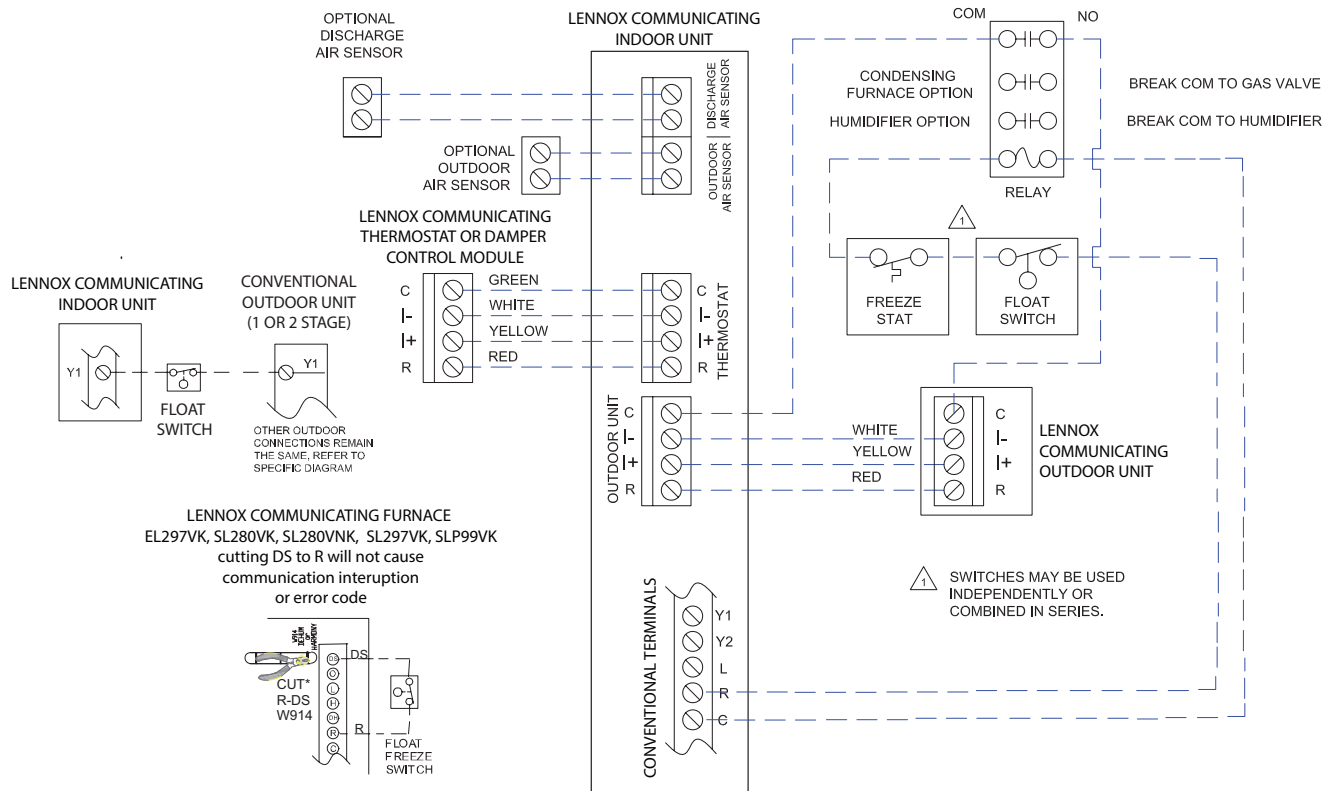 OPTIONAL
DISCHARGE
AIR SENSOR
LENNOX COMMUNICATING
INDOOR UNIT
DISCHARGE
AIR SENSOR
OUTDOOR
AIR SENSOR
OPTIONAL
OUTDOOR
AIR SENSOR
COM
NO
CONDENSING
FURNACE OPTION
BREAK COM TO GAS VALVE
HUMIDIFIER OPTION
BREAK COM TO HUMIDIFIER
RELAY
1
FREEZE
STAT
FLOAT
SWITCH
LENNOX COMMUNICATING
THERMOSTAT OR DAMPER
CONTROL MODULE
C
I-
I+
R
GREEN
WHITE
YELLOW
RED
C
I-
I+
R
THERMOSTAT
LENNOX COMMUNICATING
INDOOR UNIT
Y1
FLOAT
SWITCH
CONVENTIONAL
OUTDOOR UNIT
(1 OR 2 STAGE)
Y1
OTHER OUTDOOR
CONNECTIONS REMAIN
THE SAME, REFER TO
SPECIFIC DIAGRAM
OUTDOOR UNIT
C
I-
I+
R
WHITE
YELLOW
RED
C
I-
I+
R
LENNOX
COMMUNICATING
OUTDOOR UNIT
1 SWITCHES MAY BE USED
INDEPENDENTLY OR
COMBINED IN SERIES.
LENNOX COMMUNICATING FURNACE
EL297VK, SL280VK, SL280VNK, SL297VK, SLP99VK
cutting DS to R will not cause
communication interuption
or error code
W914
DEHUM
OF
HARMONY
CUT*
R-DS
W914
DS
O
L
H
DH
R
C
DS
R
FLOAT
FREEZE
SWITCH
CONVENTIONAL TERMINALS
Y1
Y2
L
R
C